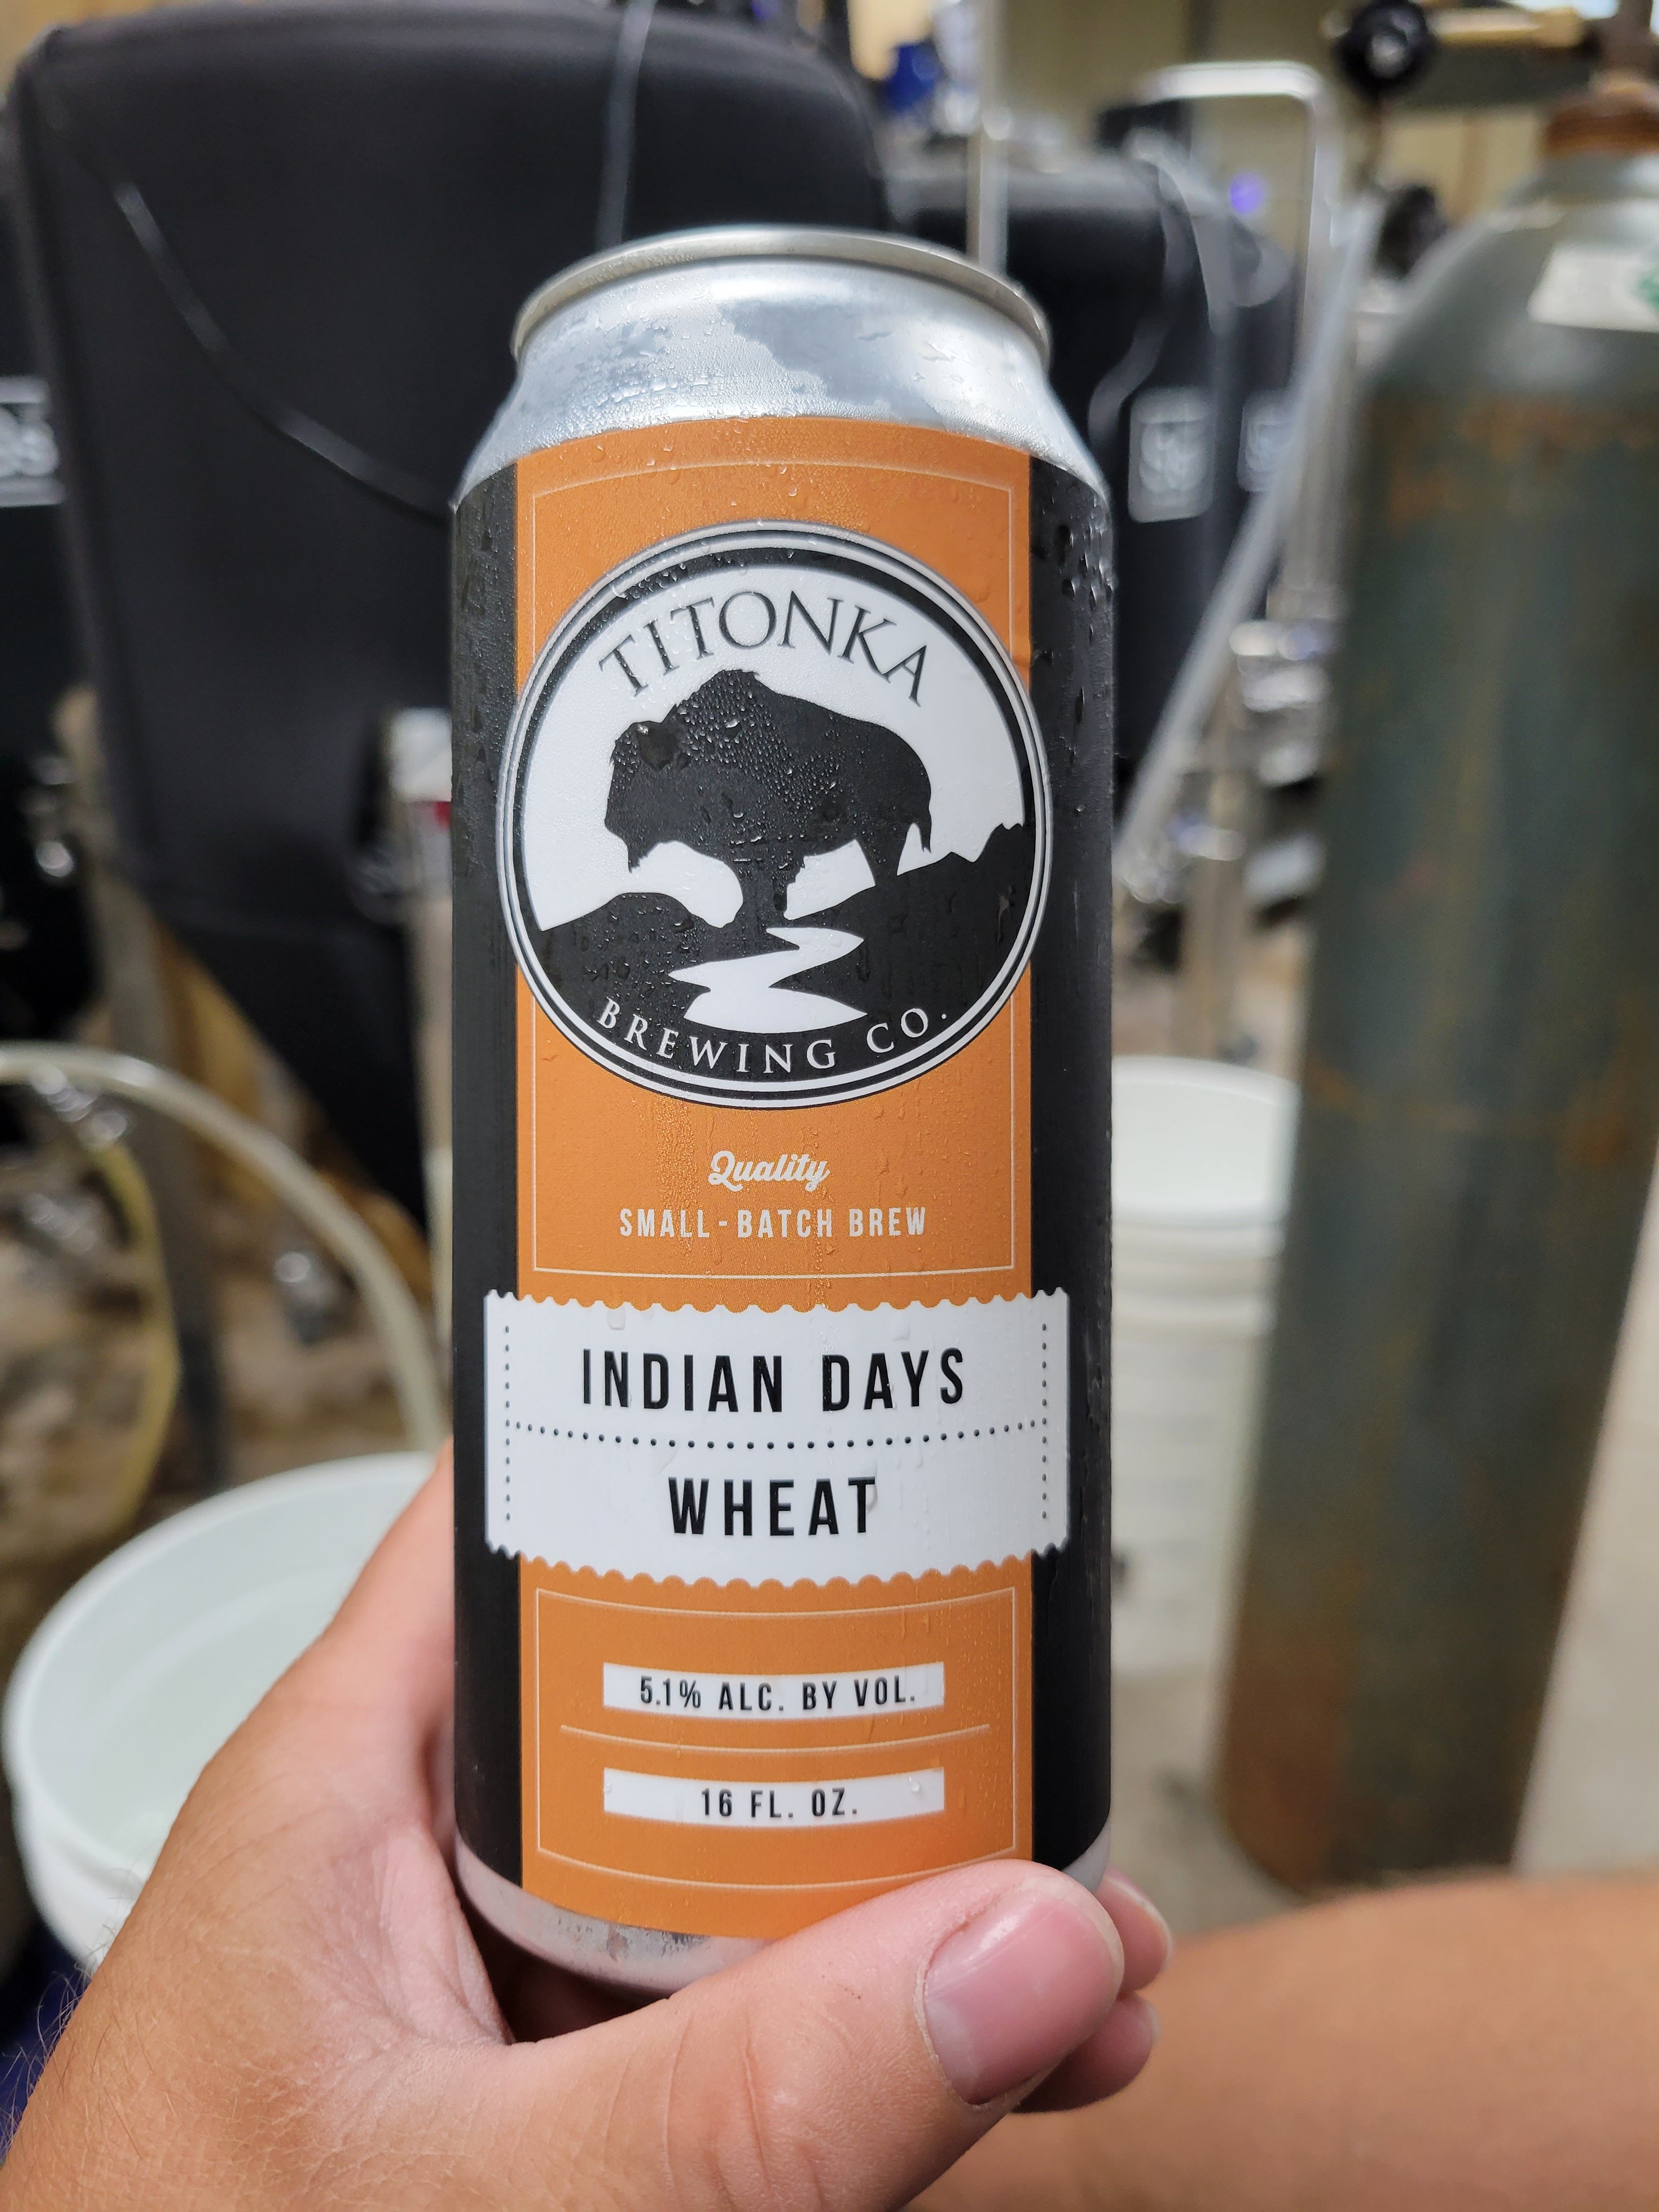 TITONKA
BREWING CO.
Quality
SMALL-BATCH BREW
INDIAN DAYS
WHEAT
5.1% ALC. BY VOL.
16 FL. OZ.